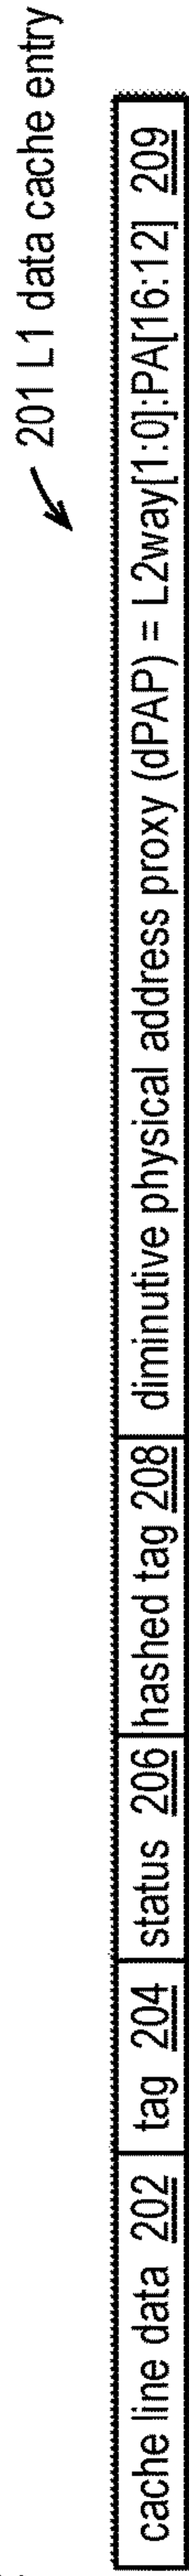 201 L1 data cache entry
cache line data 202 tag 204 status 206 hashed tag 208 diminutive physical address proxy (dPAP) = L2way[1:0]:PA[16:12] 209